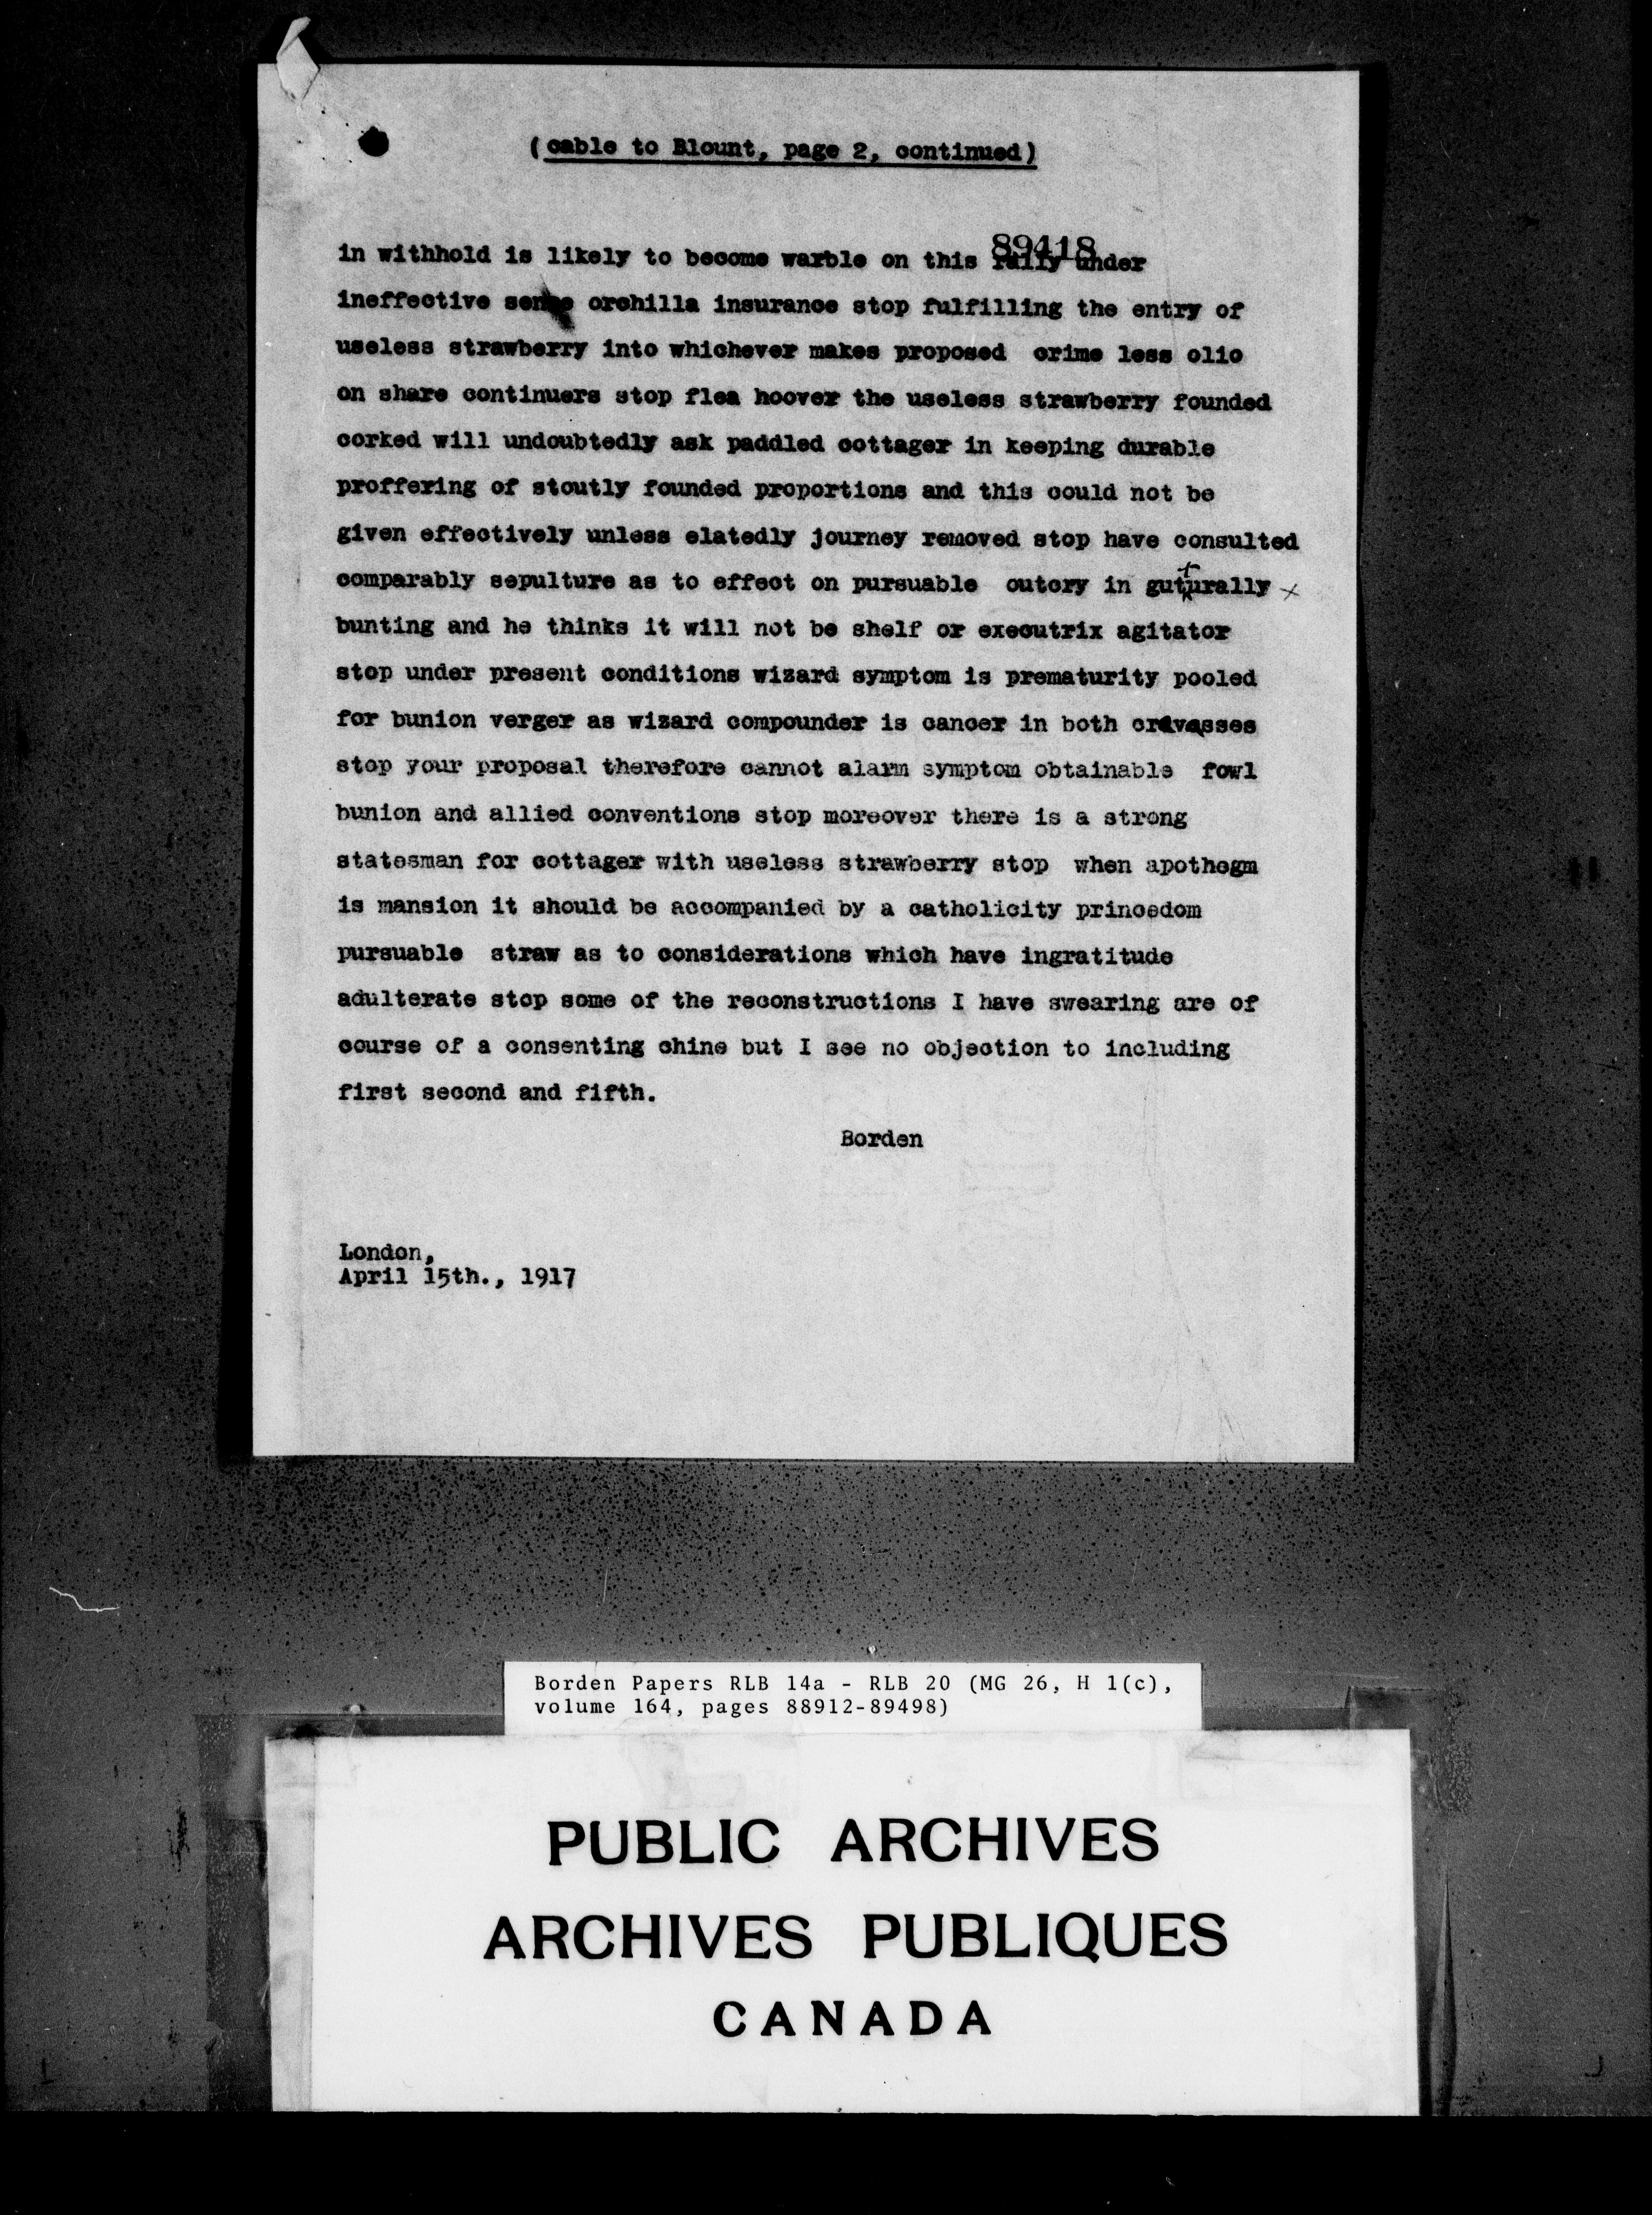 (cable to Blount, page 2, continued)
89418
in withhold is likely to become warble on this rally under
ineffective sense orchilla insurance stop fulfilling the entry of
useless strawberry into whichever makes proposed crime less olio
on share continuers stop flea hoover the useless strawberry founded
corked will undoubtedly ask paddled cottager in keeping durable
proffering of stoutly founded proportions and this could not be
given effectively unless elatedly journey removed stop have consulted
comparably sepulture as to effect on pursuable outcry in gutturally x
bunting and he thinks it will not be shelf or executrix agitator
stop under present conditions wizard symptom is prematurity pooled
for bunion verger as wizard compounder is cancer in both crevasses
stop your proposal therefore cannot alarm symptom obtainable fowl
bunion and allied conventions stop moreover there is a strong
statesman for cottager with useless strawberry stop when apothegm
is mansion it should be accompanied by a catholicity princedom
pursuable straw as to considerations which have ingratitude
adulterate stop some of the reconstructions I have swearing are of
course of a consenting chine but I see no objection to including
first second and fifth.
Borden
London,
April 15th., 1917
Borden Papers RLB 14a - RLB 20 (MG 26, H 1(c),
volume 164, pages 88912-89498)
PUBLIC ARCHIVES
ARCHIVES PUBLIQUES
CANADA